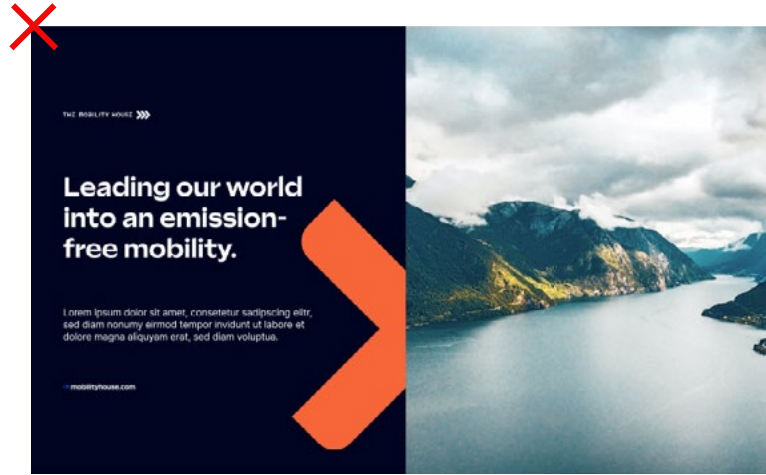 THE MOBILITY HOUSE
Leading our world
into an emission-
free mobility.
Lorem ipsum dolor sit amet, consetetur sadipscing elitr,
sed diam nonumy eirmod tempor invidunt ut labore et
dolore magna aliquyam erat, sed diam voluptua.
mobilityhouse.com